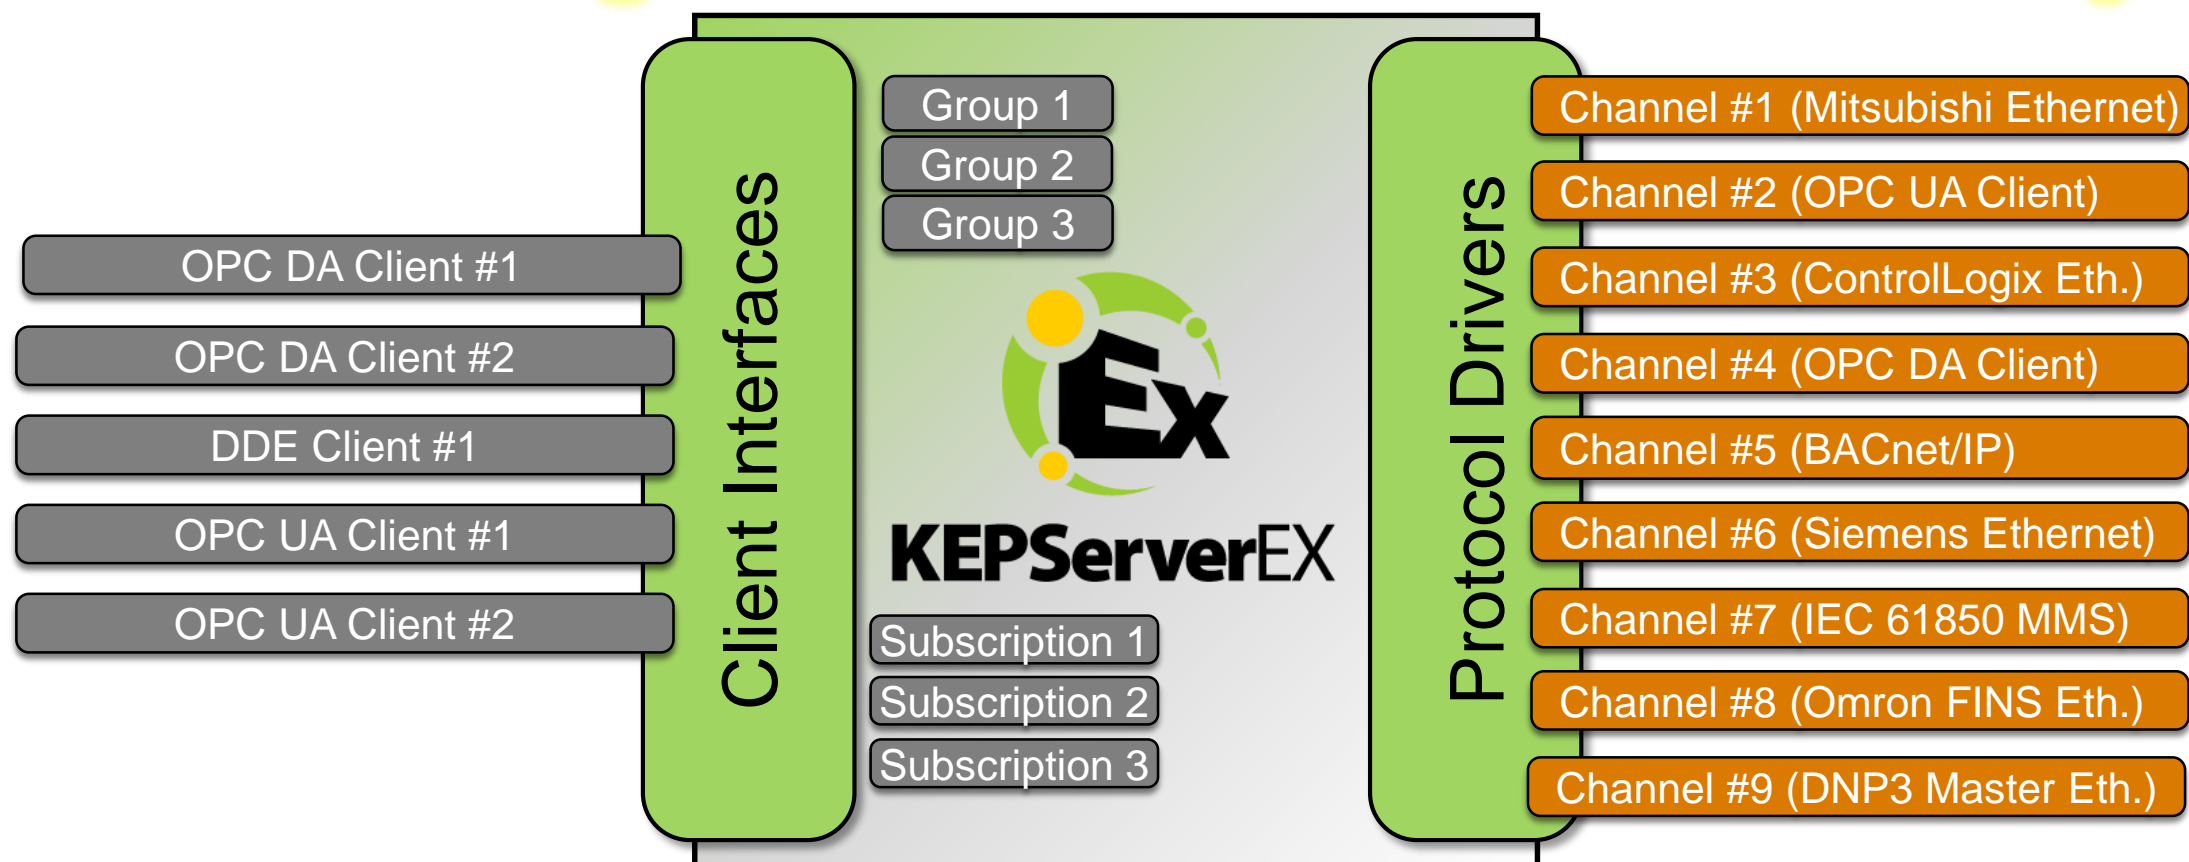 OPC DA Client #1
OPC DA Client #2
DDE Client #1
OPC UA Client #1
OPC UA Client #2
Client Interfaces
Group 1
Group 2
Group 3
Ex
KEPServerEX
Subscription 1
Subscription 2
Subscription 3
Protocol Drivers
Channel #1 (Mitsubishi Ethernet)
Channel #2 (OPC UA Client)
Channel #3 (ControlLogix Eth.)
Channel #4 (OPC DA Client)
Channel #5 (BACnet/IP)
Channel #6 (Siemens Ethernet)
Channel #7 (IEC 61850 MMS)
Channel #8 (Omron FINS Eth.)
Channel #9 (DNP3 Master Eth.)